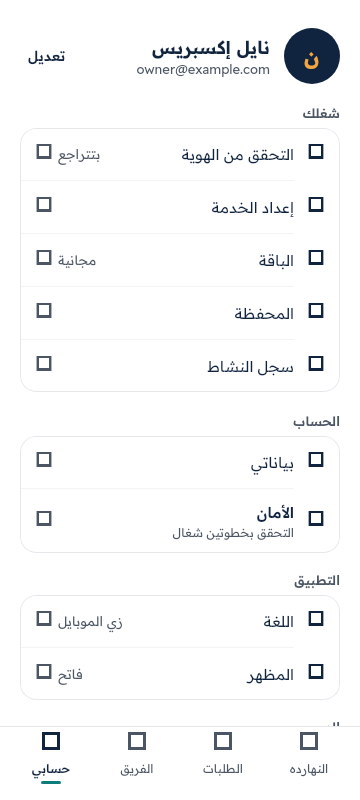 ن
نايل إكسبريس
تعديل
owner@example.com
شغلك
التحقق من الهوية
بتتراجع
إعداد الخدمة
الباقة
مجانية
المحفظة
سجل النشاط
الحساب
بياناتي
الأمان
التحقق بخطوتين شغال
التطبيق
اللغة
زي الموبايل
المظهر
فاتح
النهارده
الطلبات
الفريق
حسابي